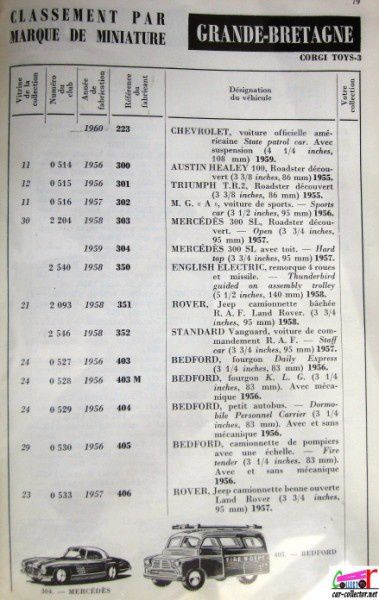 79
CLASSEMENT PAR
MARQUE DE MINIATURE
GRANDE-BRETAGNE
CORGI TOYS-3
Vitrine de la collection
Numéro du club
Année de fabrication
Référence du fabricant
Désignation du véhicule
Votre collection
1960 223 CHEVROLET, voiture officielle amé-
ricaine State patrol car. Avec
suspension (4 1/4 inches,
108 mm) 1959.
11 0 514 1956 300 AUSTIN HEALEY 100, Roadster décou-
vert (3 3/8 inches, 86 mm) 1955.
12 0 515 1956 301 TRIUMPH T.R.2, Roadster découvert
(3 3/8 inches, 86 mm) 1955.
11 0 516 1957 302 M. G. « A », voiture de sports. — Sports
car (3 1/2 inches, 95 mm) 1956.
30 2 204 1958 303 MERCÉDÈS 300 SL, Roadster décou-
vert. — Open (3 3/4 inches,
95 mm) 1957.
1959 304 MERCÉDÈS 300 SL avec toit. — Hard
top (3 3/4 inches, 95 mm) 1957.
2 540 1958 350 ENGLISH ELECTRIC, remorque 4 roues
et missile. — Thunderbird
guided on assembly trolley
(5 1/2 inches, 140 mm) 1958.
21 2 093 1958 351 ROVER, Jeep camionnette bâchée
R. A. F. Land Rover. (3 3/4
inches, 95 mm) 1958.
2 546 1958 352 STANDARD Vanguard, voiture de com-
mandement R. A. F. — Staff
car (3 3/4 inches, 95 mm) 1957.
24 0 527 1956 403 BEDFORD, fourgon Daily Express
(3 1/4 inches, 83 mm) 1956.
24 0 528 1956 403 M BEDFORD, fourgon K. L. G. (3 1/4
inches, 83 mm). Avec méca-
nique 1956.
24 0 529 1956 404 BEDFORD, petit autobus. — Dormo-
bile Personnel Carrier (3 1/4
inches, 83 mm). Avec et sans
mécanique 1956.
29 0 530 1956 405 BEDFORD, camionnette de pompiers
avec une échelle. — Fire
tender (3 1/4 inches, 83 mm).
Avec et sans mécanique
1956.
23 0 533 1957 406 ROVER, Jeep camionnette benne ouverte
Land Rover (3 3/4 inches,
95 mm) 1957.
304. — MERCÉDÈS
405. — BEDFORD
car-collector.net